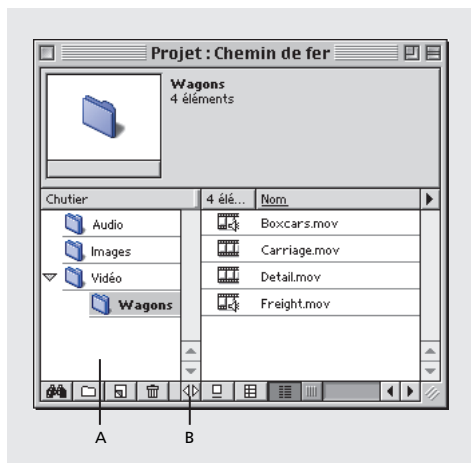 Projet : Chemin de fer
Wagons
4 éléments
Chutier
4 élé... Nom
Audio
Images
Vidéo
Wagons
Boxcars.mov
Carriage.mov
Detail.mov
Freight.mov
A B